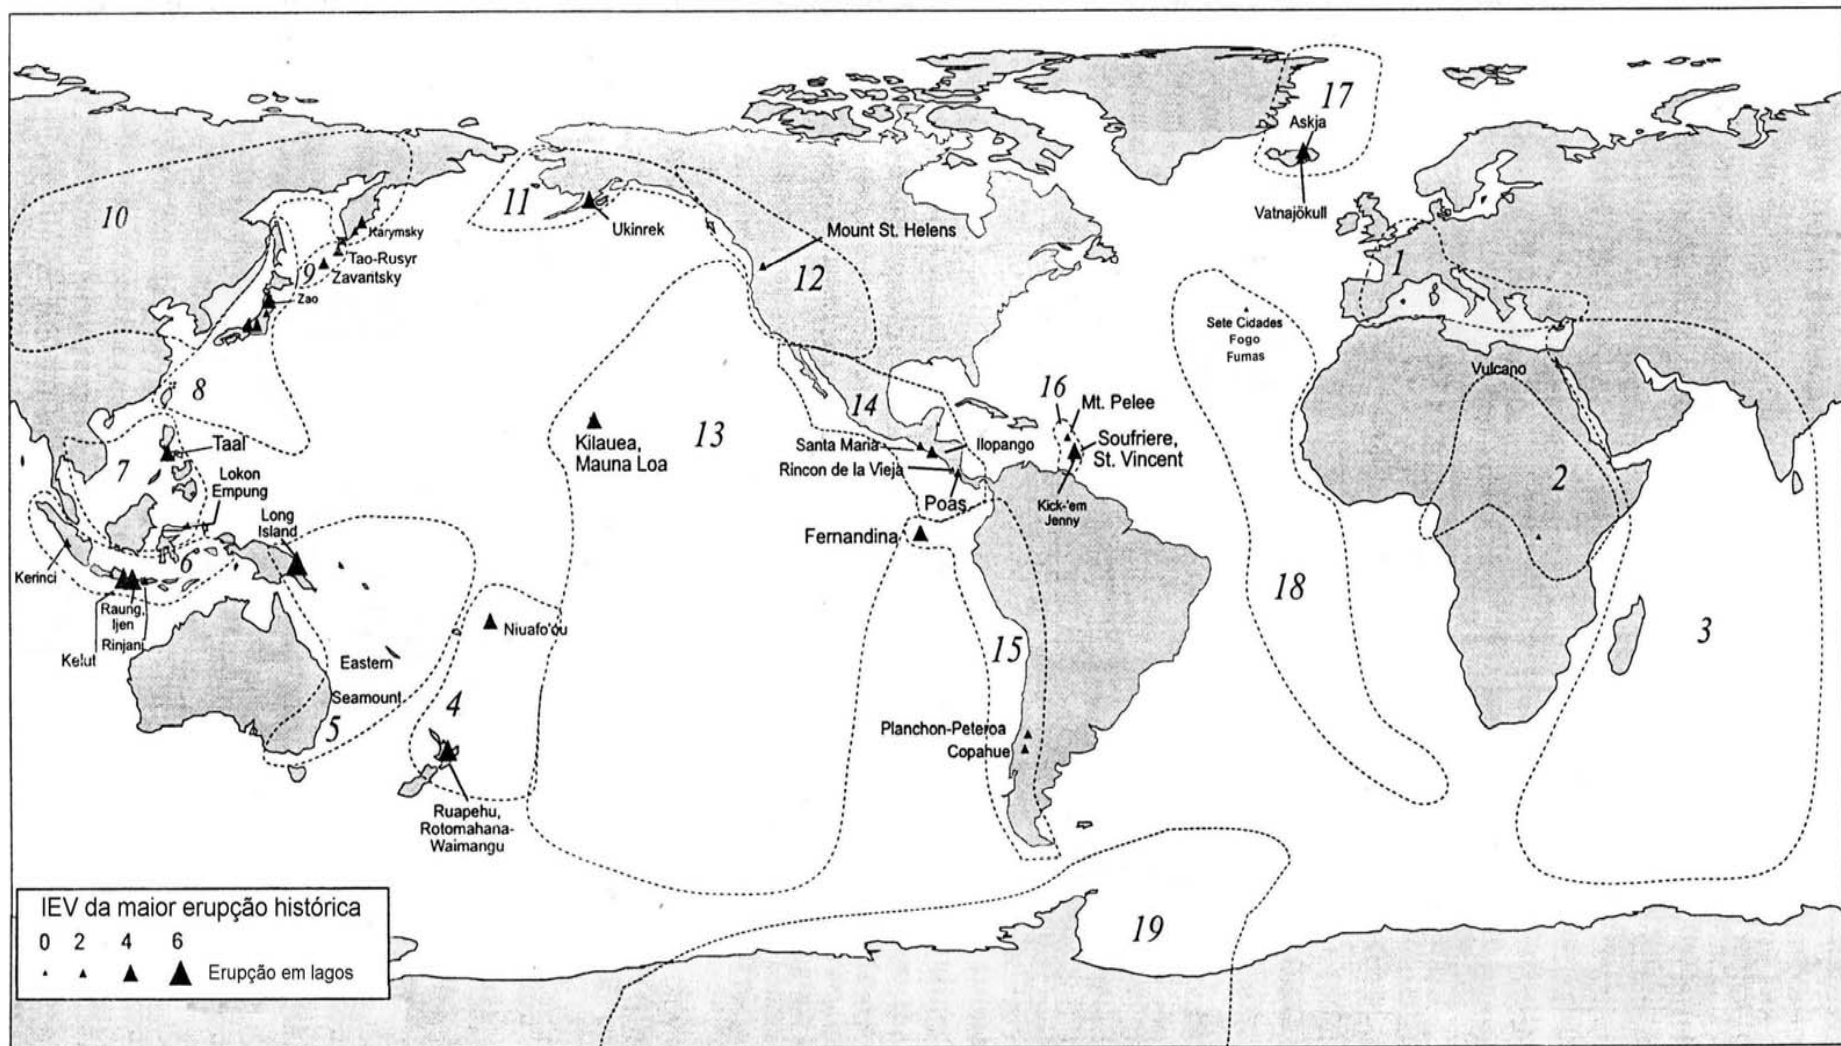 17
Askja
Vatnajökull
10
11
Ukinrek
Karymsky
Tao-Rusyr
Zavaritsky
9
Zao
Mount St. Helens
12
1
8
16
Mt. Pelee
Soufriere,
St. Vincent
Kick-'em
Jenny
Sete Cidades
Fogo
Furnas
Vulcano
14
Santa Maria
Ilopango
Rincon de la Vieja
Poas
Kilauea,
Mauna Loa
13
Taal
7
Lokon
Empung
Long
Island
2
Fernandina
Kerinci
6
Raung,
Ijen
Rinjani
Kelut
Niuafo'ou
18
3
15
Eastern
Seamount
5
4
Planchon-Peteroa
Copahue
Ruapehu,
Rotomahana-
Waimangu
19
IEV da maior erupção histórica
0 2 4 6
Erupção em lagos